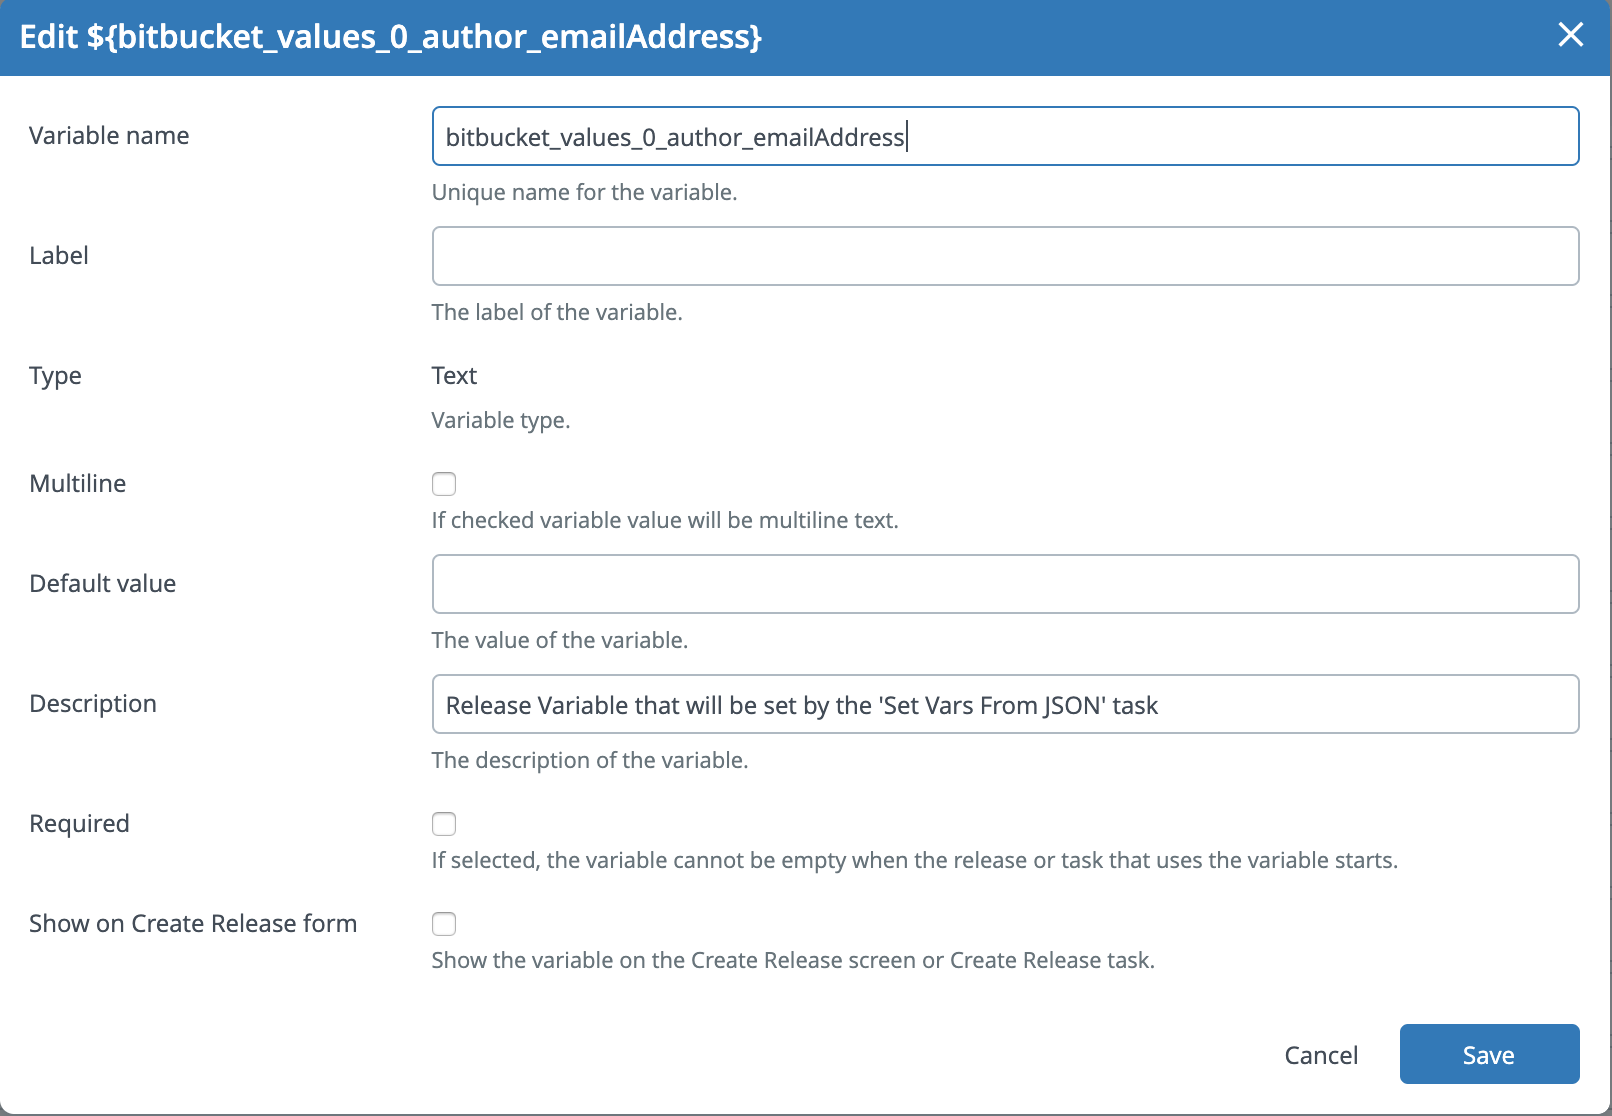 Edit ${bitbucket_values_0_author_emailAddress}
Variable name
bitbucket_values_0_author_emailAddress
Unique name for the variable.
Label
The label of the variable.
Type
Text
Variable type.
Multiline
If checked variable value will be multiline text.
Default value
The value of the variable.
Description
Release Variable that will be set by the 'Set Vars From JSON' task
The description of the variable.
Required
If selected, the variable cannot be empty when the release or task that uses the variable starts.
Show on Create Release form
Show the variable on the Create Release screen or Create Release task.
Cancel
Save